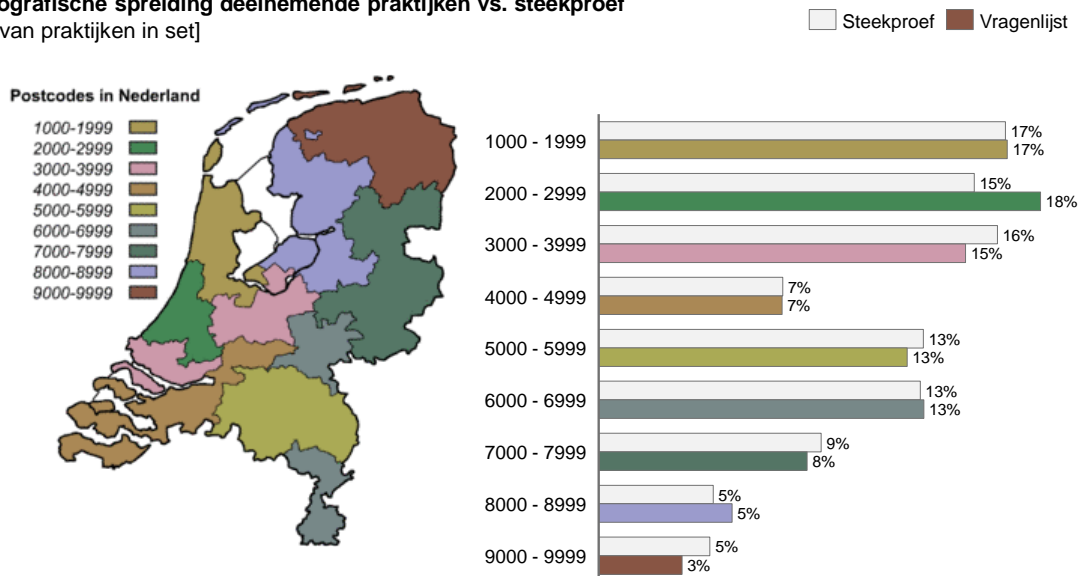 ografische spreiding deelnemende praktijken vs. steekproef
van praktijken in set]
Steekproef
Vragenlijst
Postcodes in Nederland
1000-1999
2000-2999
3000-3999
4000-4999
5000-5999
6000-6999
7000-7999
8000-8999
9000-9999
1000 - 1999
17%
17%
2000 - 2999
15%
18%
3000 - 3999
16%
15%
4000 - 4999
7%
7%
5000 - 5999
13%
13%
6000 - 6999
13%
13%
7000 - 7999
9%
8%
8000 - 8999
5%
5%
9000 - 9999
5%
3%